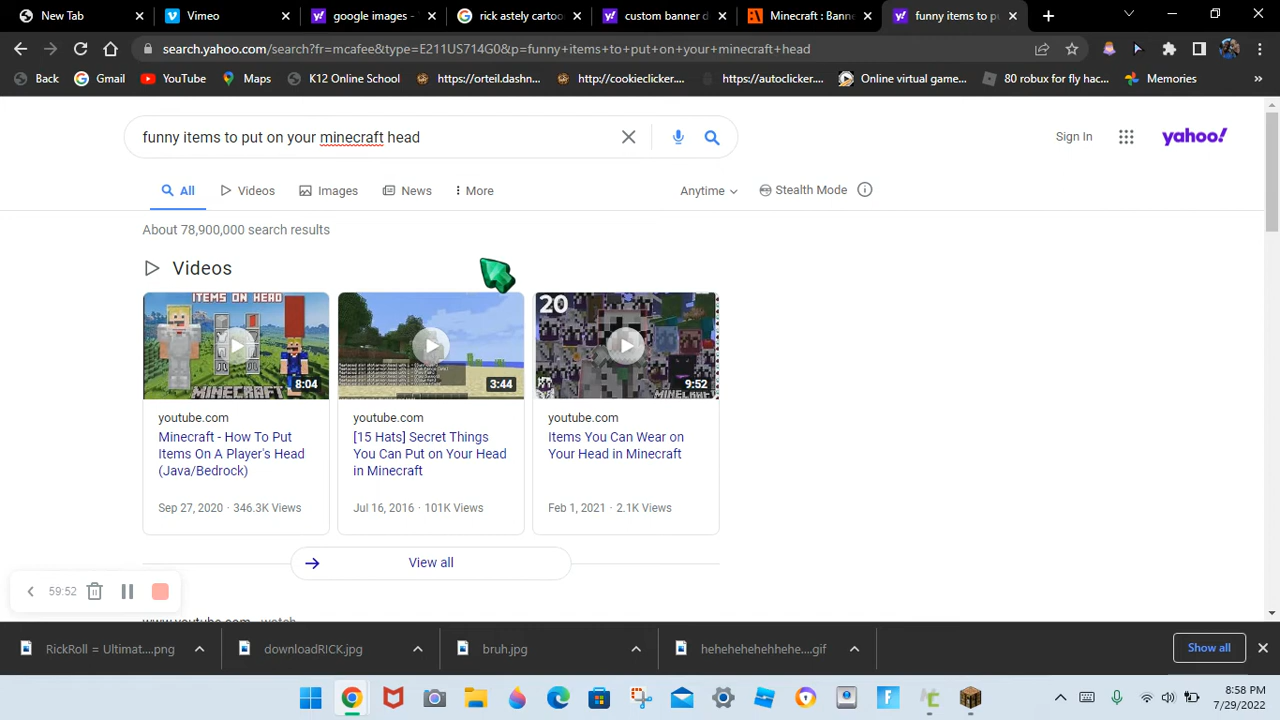 New Tab
Vimeo
google images -
rick astely cartoo
custom banner d
Minecraft : Bann
funny items to pu
search.yahoo.com/search?fr=mcafee&type=E211US714G0&p=funny+items+to+put+on+your+minecraft+head
Back
Gmail
YouTube
Maps
K12 Online School
https://orteil.dashn...
http://cookieclicker....
https://autoclicker....
Online virtual game...
80 robux for fly hac...
Memories
funny items to put on your minecraft head
Sign In
yahoo!
All
Videos
Images
News
More
Anytime
Stealth Mode
About 78,900,000 search results
Videos
ITEMS ON HEAD
MINECRAFT
8:04
3:44
20
9:52
MINECRAFT
youtube.com
Minecraft - How To Put
Items On A Player's Head
(Java/Bedrock)
Sep 27, 2020 · 346.3K Views
youtube.com
[15 Hats] Secret Things
You Can Put on Your Head
in Minecraft
Jul 16, 2016 · 101K Views
youtube.com
Items You Can Wear on
Your Head in Minecraft
Feb 1, 2021 · 2.1K Views
View all
59:52
www.youtube.com › watch
RickRoll = Ultimat....png
downloadRICK.jpg
bruh.jpg
hehehehehhehe....gif
Show all
8:58 PM
7/29/2022